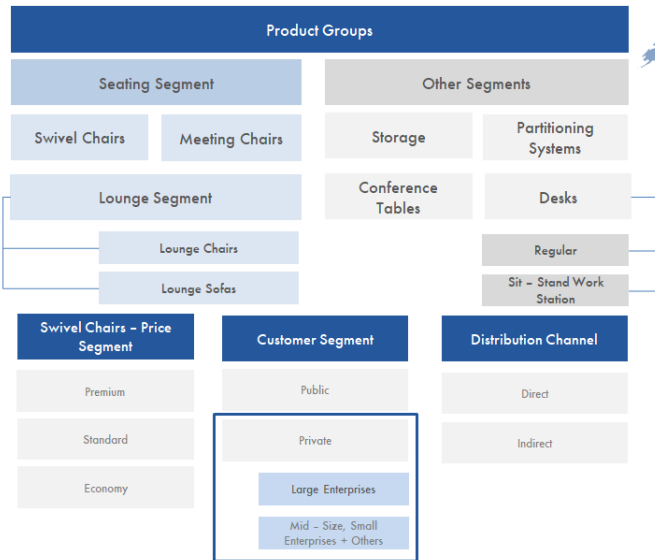 Product Groups
Seating Segment
Other Segments
Swivel Chairs
Meeting Chairs
Storage
Partitioning
Systems
Lounge Segment
Conference
Tables
Desks
Lounge Chairs
Regular
Lounge Sofas
Sit – Stand Work
Station
Swivel Chairs – Price
Segment
Customer Segment
Distribution Channel
Premium
Public
Direct
Standard
Private
Indirect
Economy
Large Enterprises
Mid – Size, Small
Enterprises + Others